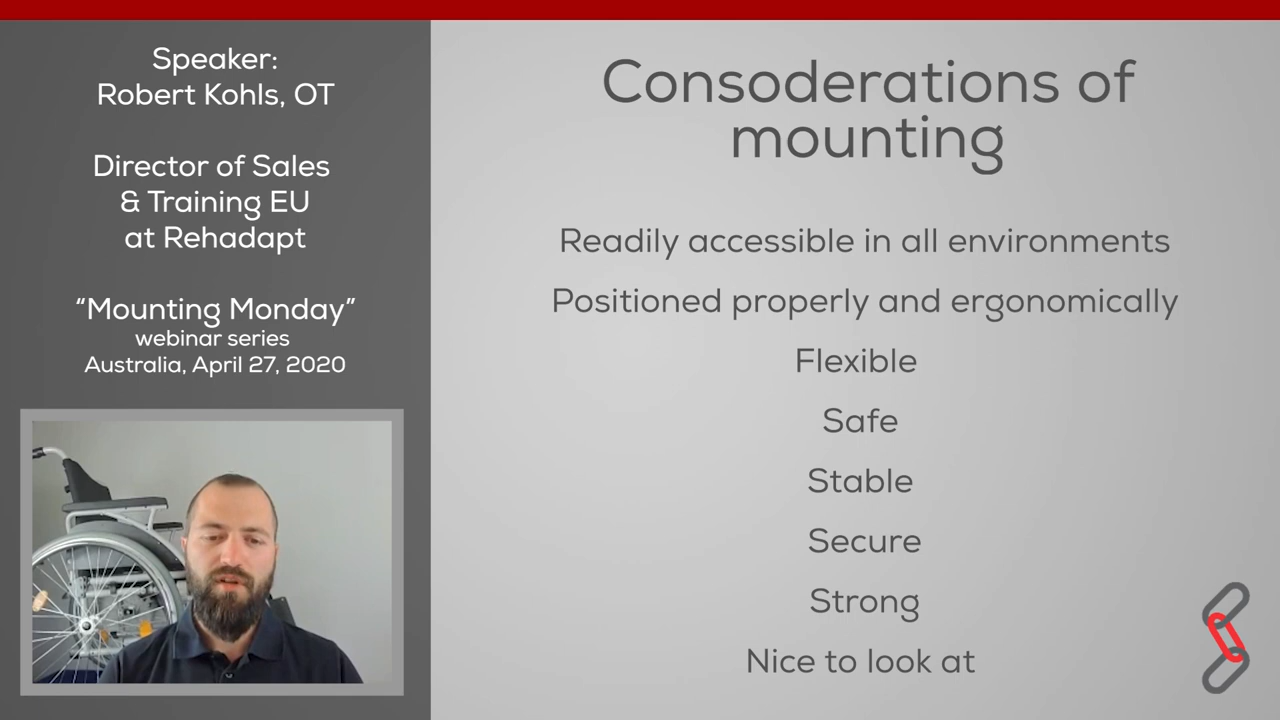 Speaker:
Robert Kohls, OT
Director of Sales
& Training EU
at Rehadapt
“Mounting Monday”
webinar series
Australia, April 27, 2020
Consoderations of
mounting
Readily accessible in all environments
Positioned properly and ergonomically
Flexible
Safe
Stable
Secure
Strong
Nice to look at